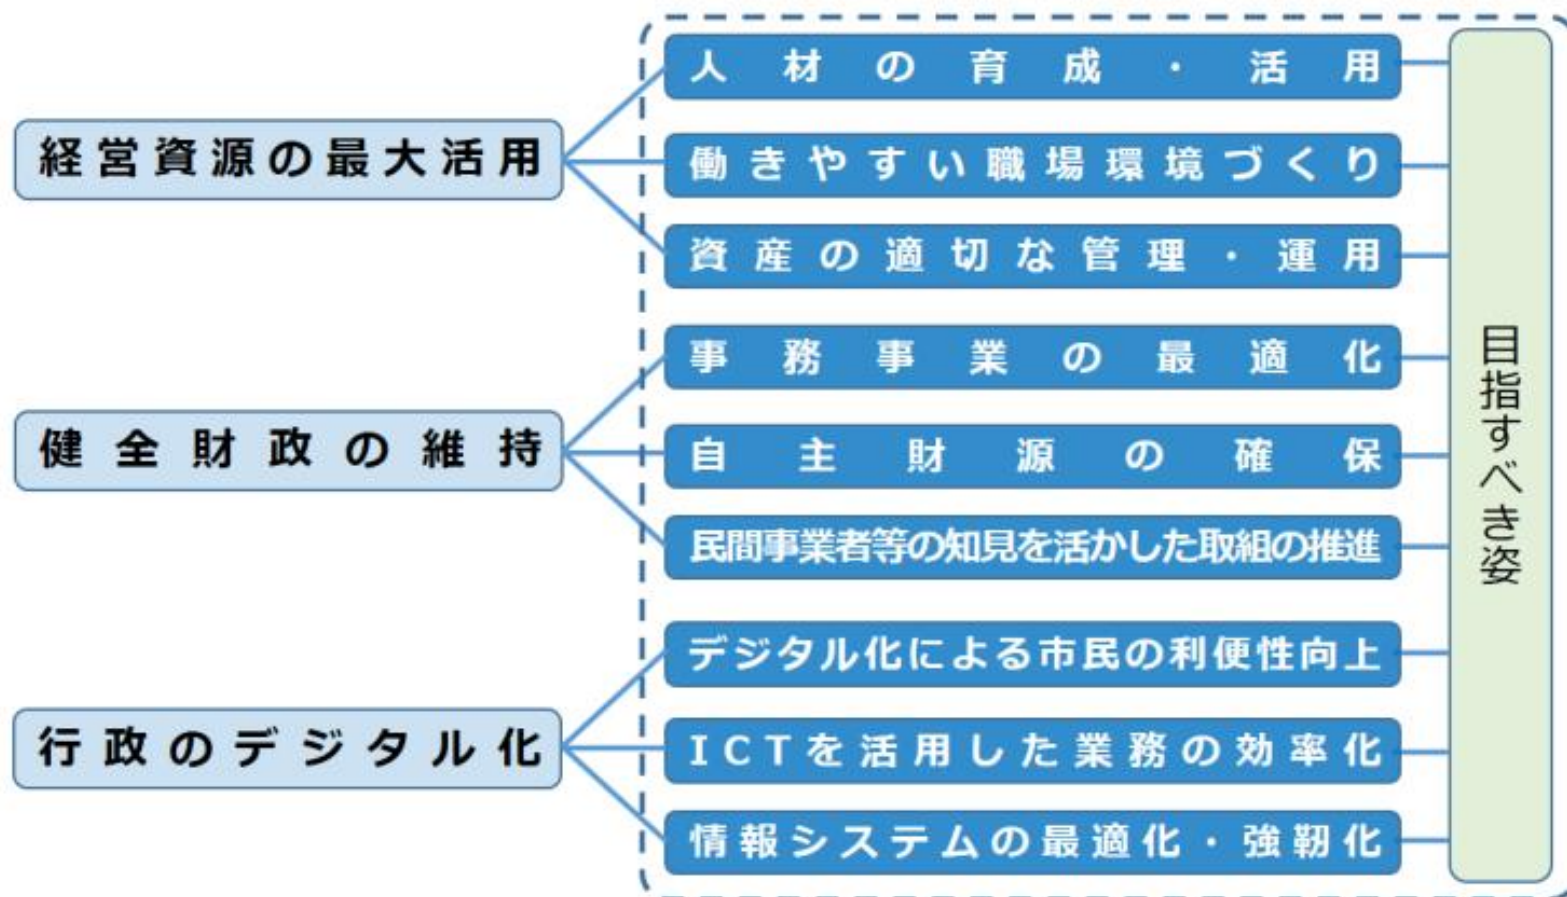 経営資源の最大活用
人材の育成・活用
働きやすい職場環境づくり
資産の適切な管理・運用
健全財政の維持
事務事業の最適化
自主財源の確保
民間事業者等の知見を活かした取組の推進
行政のデジタル化
デジタル化による市民の利便性向上
ICTを活用した業務の効率化
情報システムの最適化・強靭化
目指すべき姿